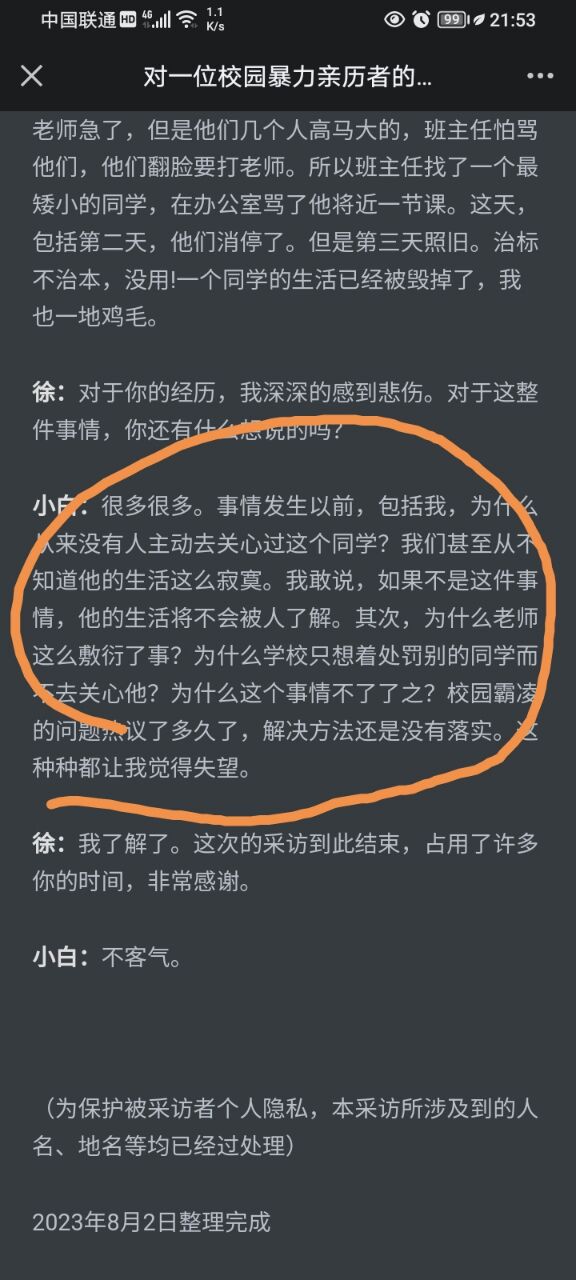 中国联通 HD 4G 1.1 K/s 99 21:53
对一位校园暴力亲历者的...
老师急了，但是他们几个人高马大的，班主任怕骂
他们，他们翻脸要打老师。所以班主任找了一个最
矮小的同学，在办公室骂了他将近一节课。这天，
包括第二天，他们消停了。但是第三天照旧。治标
不治本，没用!一个同学的生活已经被毁掉了，我
也一地鸡毛。
徐：对于你的经历，我深深的感到悲伤。对于这整
件事情，你还有什么想说的吗？
小白：很多很多。事情发生以前，包括我，为什么
从来没有人主动去关心过这个同学？我们甚至从不
知道他的生活这么寂寞。我敢说，如果不是这件事
情，他的生活将不会被人了解。其次，为什么老师
这么敷衍了事？为什么学校只想着处罚别的同学而
不去关心他？为什么这个事情不了了之？校园霸凌
的问题热议了多久了，解决方法还是没有落实。这
种种都让我觉得失望。
徐：我了解了。这次的采访到此结束，占用了许多
你的时间，非常感谢。
小白：不客气。
（为保护被采访者个人隐私，本采访所涉及到的人
名、地名等均已经过处理）
2023年8月2日整理完成